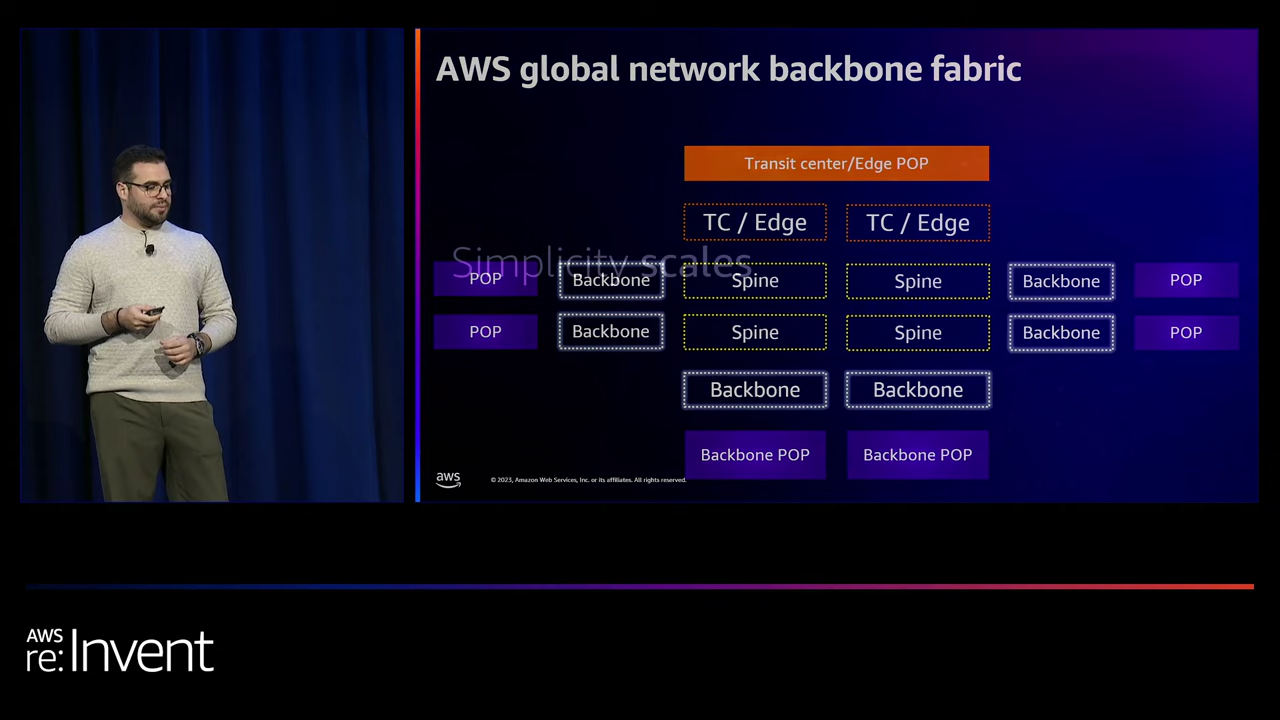 AWS global network backbone fabric
Transit center/Edge POP
TC / Edge TC / Edge
Simplicity scales
POP Backbone Spine Spine Backbone POP
POP Backbone Spine Spine Backbone POP
Backbone Backbone
Backbone POP Backbone POP
aws © 2023, Amazon Web Services, Inc. or its affiliates. All rights reserved.
AWS
re:Invent